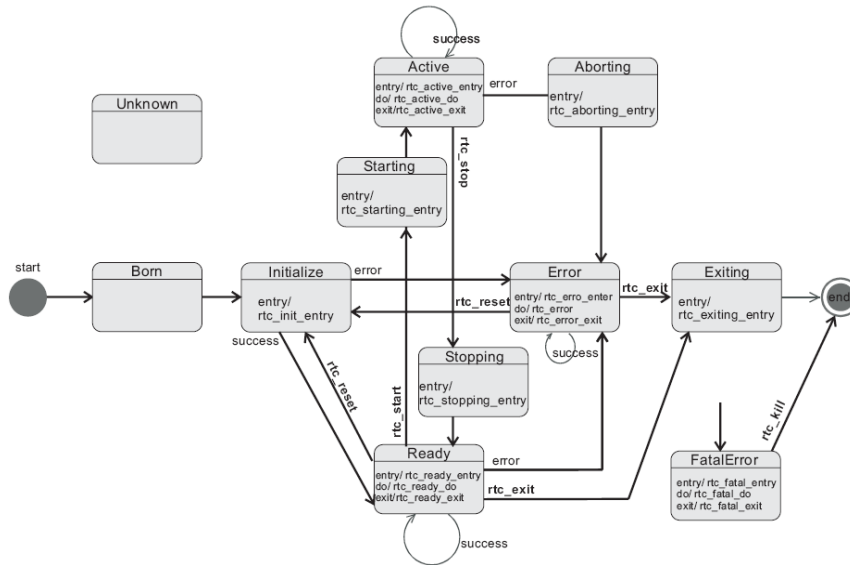 success
Active
entry/ rtc_active_entry
do/ rtc_active_do
exit/rtc_active_exit
error
Aborting
entry/
rtc_aborting_entry
Unknown
rtc_stop
Starting
entry/
rtc_starting_entry
start
Born
Initialize
entry/
rtc_init_entry
success
error
rtc_reset
Error
entry/ rtc_erro_enter
do/ rtc_error
exit/ rtc_error_exit
success
rtc_exit
Exiting
entry/
rtc_exiting_entry
end
Stopping
entry/
rtc_stopping_entry
rtc_reset
rtc_start
rtc_kill
Ready
entry/ rtc_ready_entry
do/ rtc_ready_do
exit/rtc_ready_exit
error
rtc_exit
success
FatalError
entry/ rtc_fatal_entry
do/ rtc_fatal_do
exit/ rtc_fatal_exit